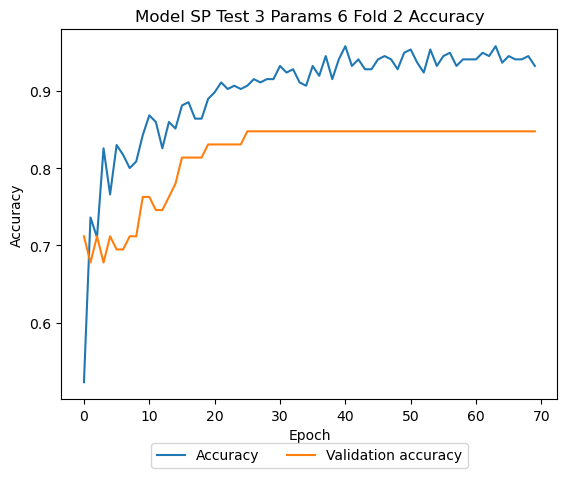 Model SP Test 3 Params 6 Fold 2 Accuracy
Accuracy
0.9
0.8
0.7
0.6
0 10 20 30 40 50 60 70
Epoch
Accuracy Validation accuracy